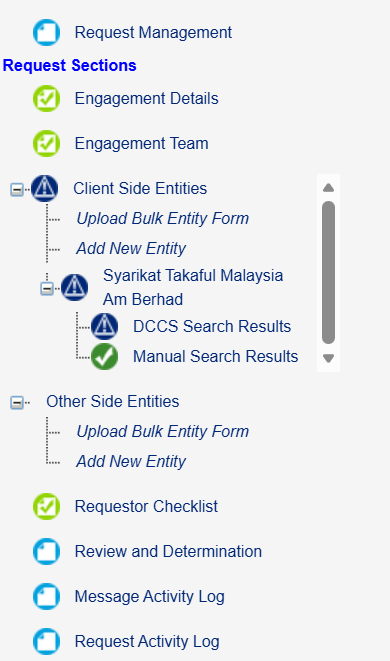 Request Management
Request Sections
Engagement Details
Engagement Team
Client Side Entities
Upload Bulk Entity Form
Add New Entity
Syarikat Takaful Malaysia
Am Berhad
DCCS Search Results
Manual Search Results
Other Side Entities
Upload Bulk Entity Form
Add New Entity
Requestor Checklist
Review and Determination
Message Activity Log
Request Activity Log